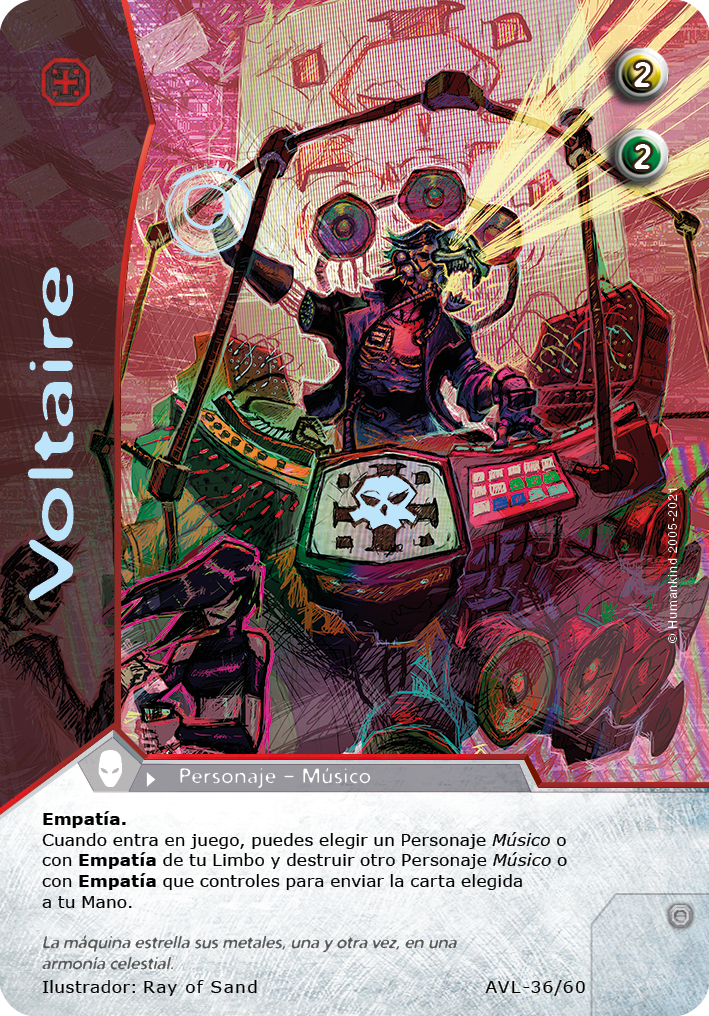 2
2
Voltaire
© Humankind 2005-2021
Personaje – Músico
Empatía.
Cuando entra en juego, puedes elegir un Personaje Músico o
con Empatía de tu Limbo y destruir otro Personaje Músico o
con Empatía que controles para enviar la carta elegida
a tu Mano.
La máquina estrella sus metales, una y otra vez, en una
armonía celestial.
Ilustrador: Ray of Sand
AVL-36/60